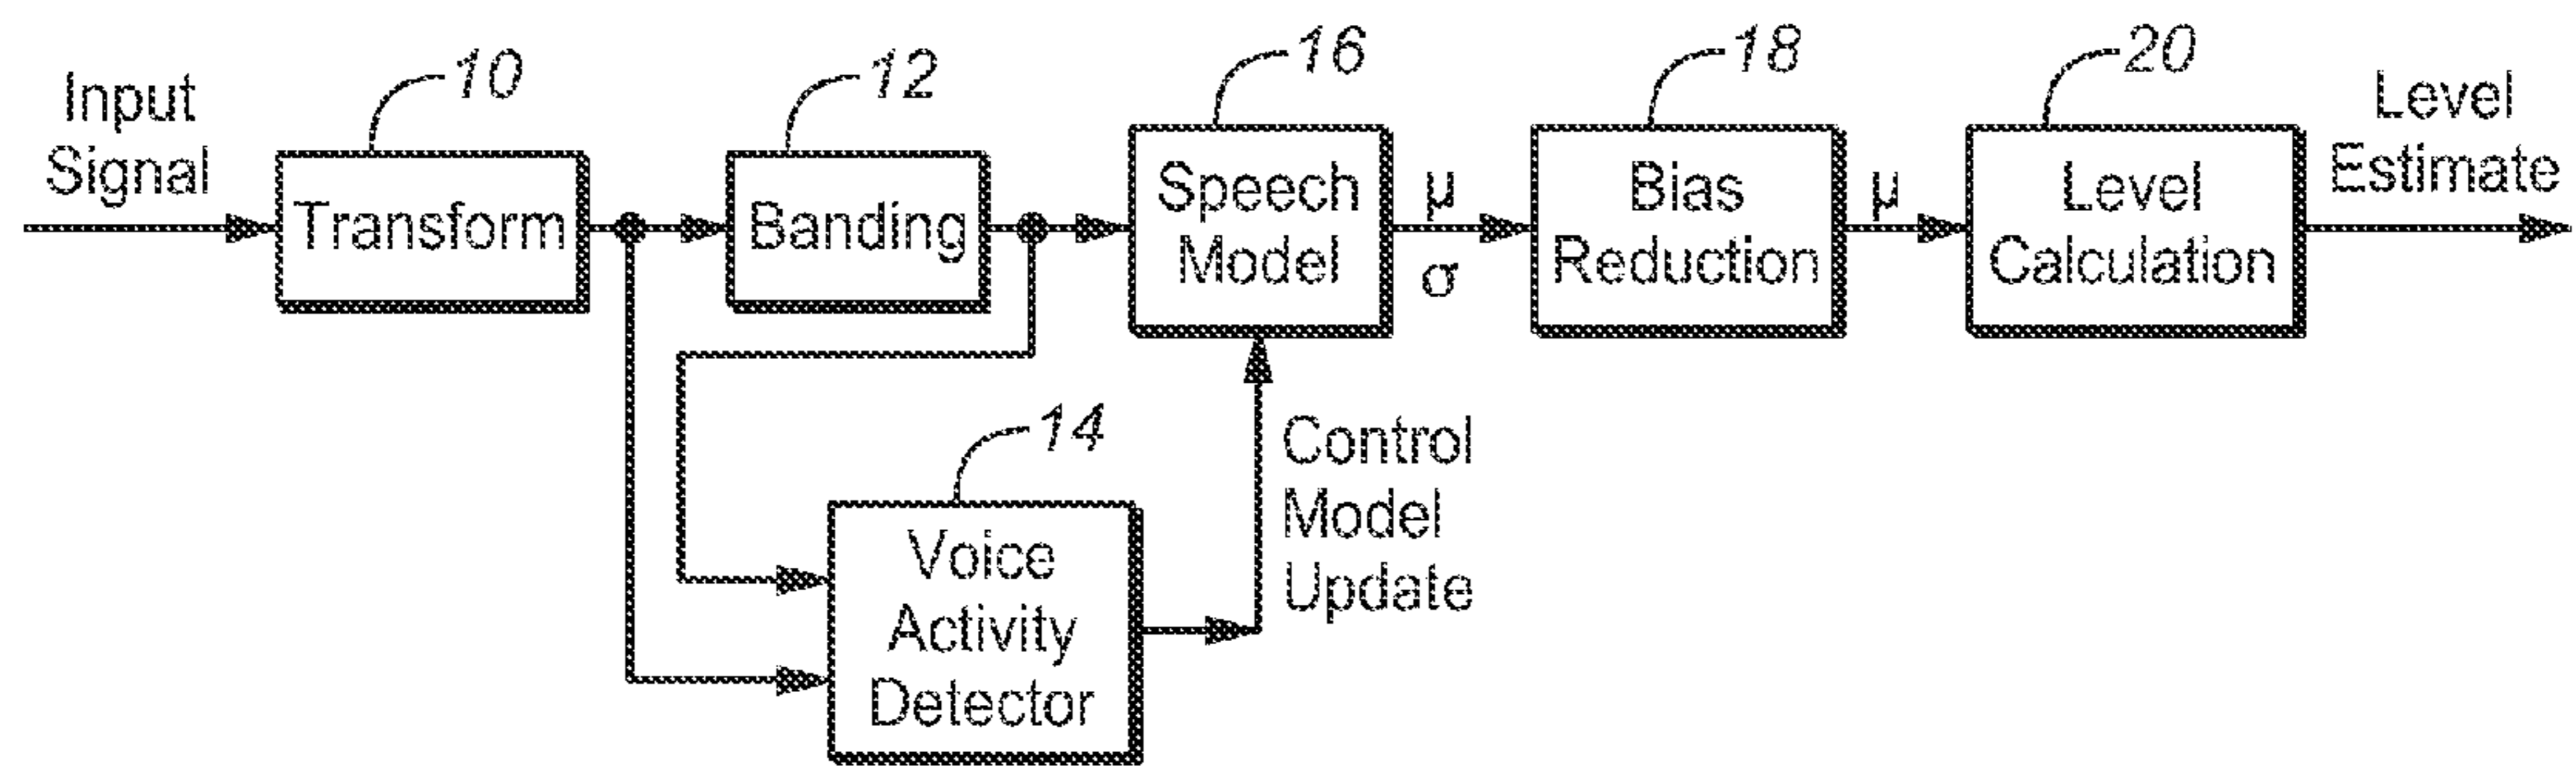 Input
Signal
10
Transform
12
Banding
16
Speech
Model
μ
σ
18
Bias
Reduction
μ
20
Level
Calculation
Level
Estimate
14
Voice
Activity
Detector
Control
Model
Update